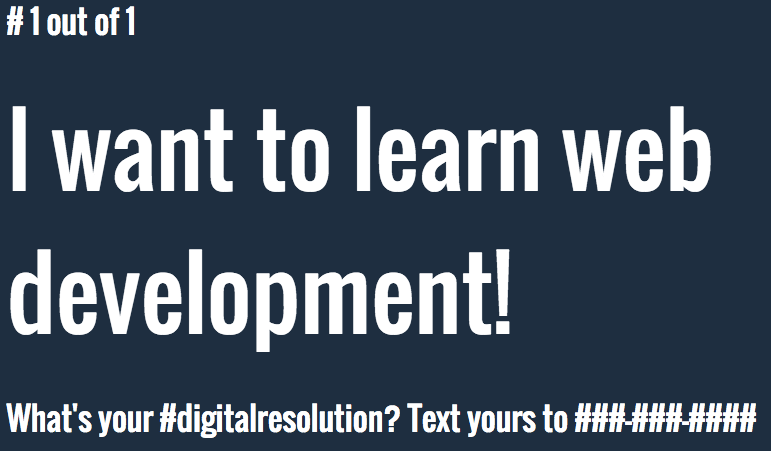 # 1 out of 1
I want to learn web
development!
What's your #digitalresolution? Text yours to ###-###-####